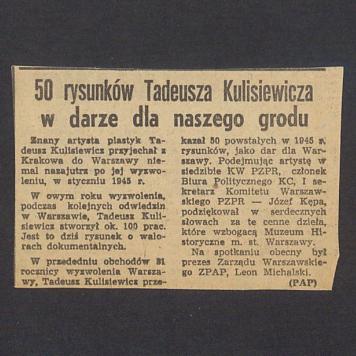 50 rysunków Tadeusza Kulisiewicza
w darze dla naszego grodu
Znany artysta plastyk Ta-
deusz Kulisiewicz przyjechał z
Krakowa do Warszawy nie-
mal nazajutrz po jej wyzwo-
leniu, w styczniu 1945 r.
W owym roku wyzwolenia,
podczas kolejnych odwiedzin
w Warszawie, Tadeusz Kuli-
siewicz stworzył ok. 100 prac.
Jest to dziś rysunek o walo-
rach dokumentalnych.
W przededniu obchodów 31
rocznicy wyzwolenia Warsza-
wy, Tadeusz Kulisiewicz prze-
kazał 50 powstałych w 1945 r.
rysunków, jako dar dla War-
szawy. Podejmując artystę w
siedzibie KW PZPR, członek
Biura Politycznego KC, I se-
kretarz Komitetu Warszaw-
skiego PZPR — Józef Kępa,
podziękował w serdecznych
słowach za te cenne dzieła,
które wzbogacą Muzeum Hi-
storyczne m. st. Warszawy.
Na spotkaniu obecny był
prezes Zarządu Warszawskie-
go ZPAP, Leon Michalski.
(PAP)